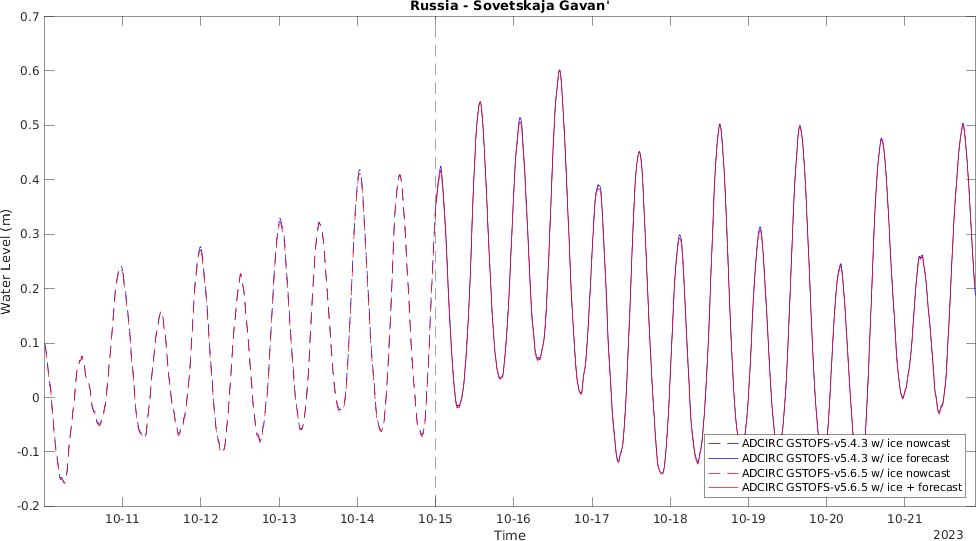 Russia - Sovetskaja Gavan'
0.7
0.6
0.5
0.4
0.3
0.2
0.1
0
-0.1
-0.2
Water Level (m)
ADCIRC GSTOFS-v5.4.3 w/ ice nowcast
ADCIRC GSTOFS-v5.4.3 w/ ice forecast
ADCIRC GSTOFS-v5.6.5 w/ ice nowcast
ADCIRC GSTOFS-v5.6.5 w/ ice + forecast
10-11 10-12 10-13 10-14 10-15 10-16 10-17 10-18 10-19 10-20 10-21
Time
2023